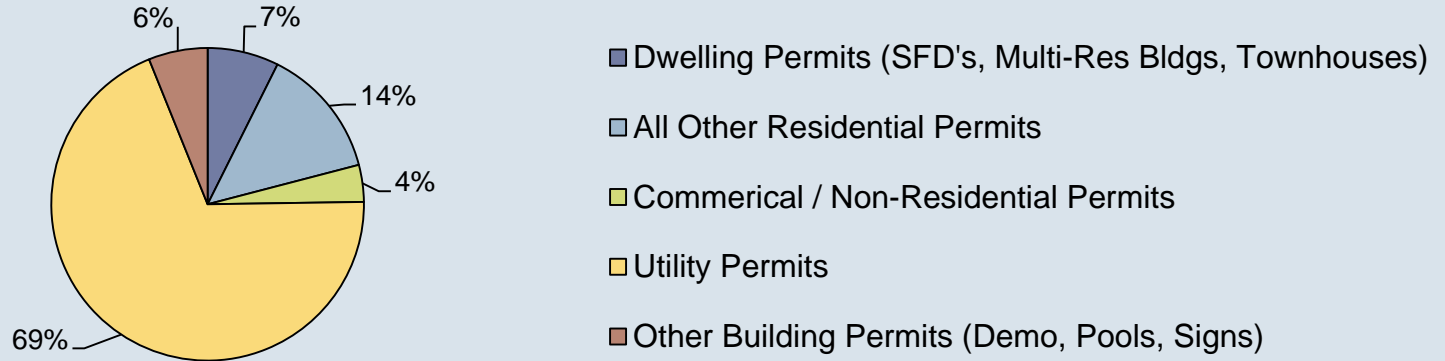 6%
7%
14%
4%
69%
Dwelling Permits (SFD's, Multi-Res Bldgs, Townhouses)
All Other Residential Permits
Commerical / Non-Residential Permits
Utility Permits
Other Building Permits (Demo, Pools, Signs)